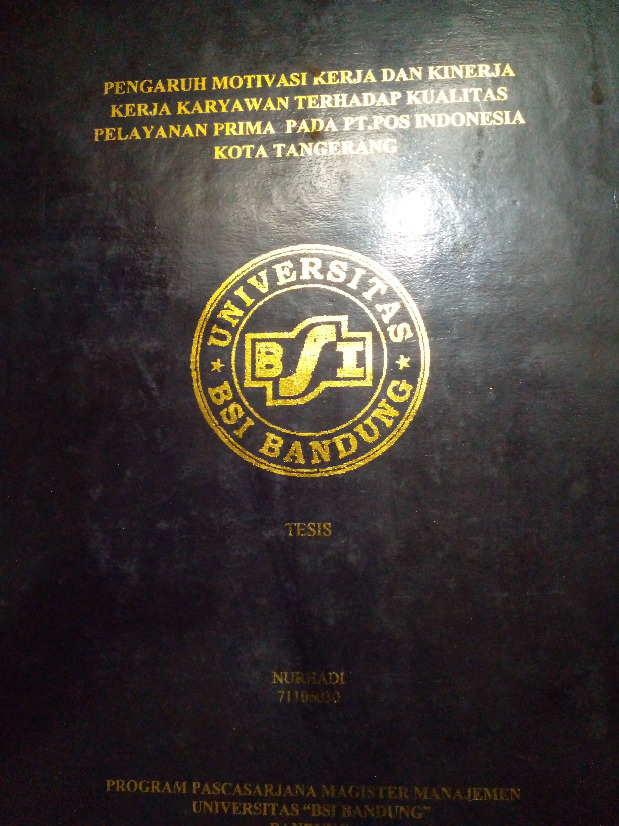 PENGARUH MOTIVASI KERJA DAN KINERJA
KERJA KARYAWAN TERHADAP KUALITAS
PELAYANAN PRIMA PADA PT.POS INDONESIA
KOTA TANGERANG
UNIVERSITAS
BSI
BSI BANDUNG
TESIS
NURHADI
PROGRAM PASCASARJANA MAGISTER MANAJEMEN
UNIVERSITAS "BSI BANDUNG"
BANDUNG